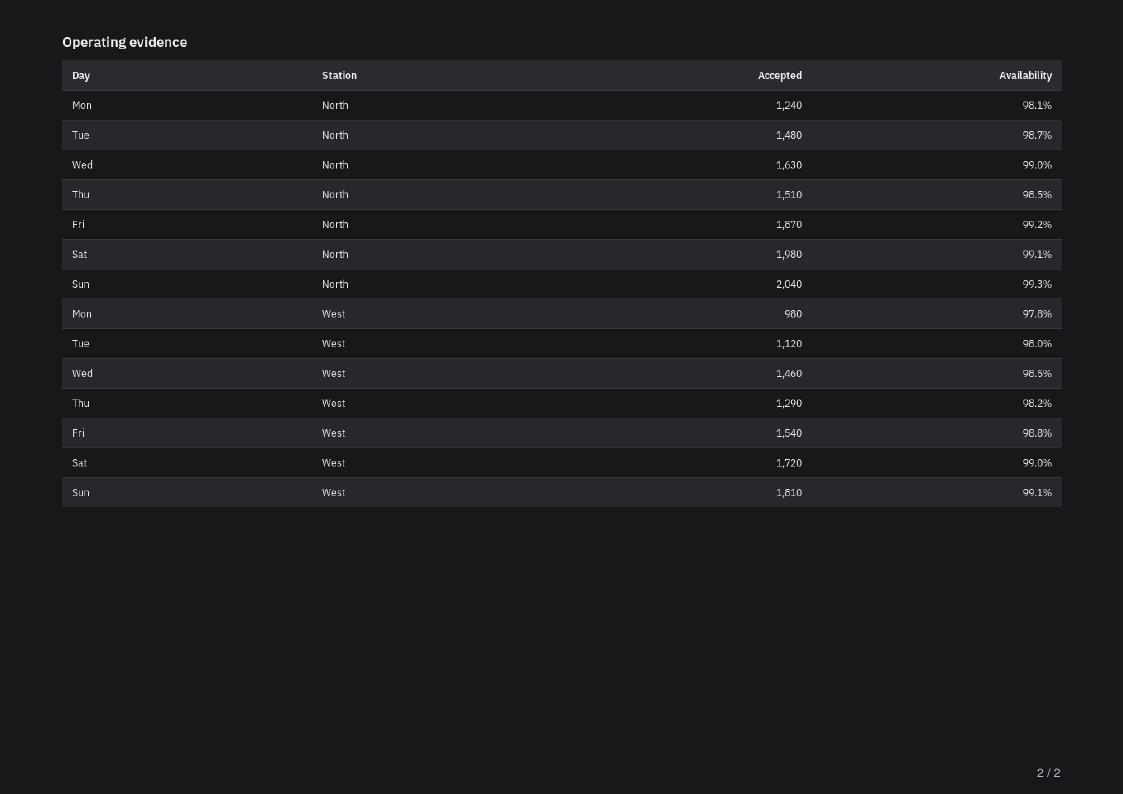 Operating evidence
Day Station Accepted Availability
Mon North 1,240 98.1%
Tue North 1,480 98.7%
Wed North 1,630 99.0%
Thu North 1,510 98.5%
Fri North 1,870 99.2%
Sat North 1,980 99.1%
Sun North 2,040 99.3%
Mon West 980 97.8%
Tue West 1,120 98.0%
Wed West 1,460 98.5%
Thu West 1,290 98.2%
Fri West 1,540 98.8%
Sat West 1,720 99.0%
Sun West 1,810 99.1%
2 / 2